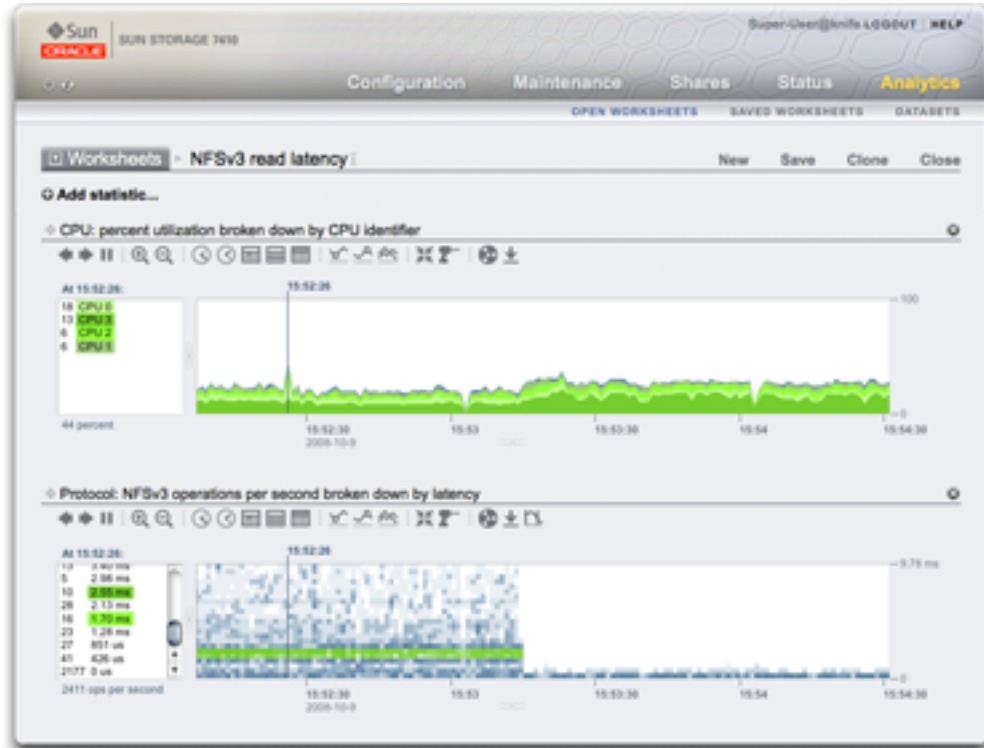 Sun
ORACLE
SUN STORAGE 7410
Super-User@knife LOGOUT HELP
Configuration Maintenance Shares Status Analytics
OPEN WORKSHEETS SAVED WORKSHEETS DATASETS
Worksheets NFSv3 read latency
New Save Clone Close
Add statistic...
CPU: percent utilization broken down by CPU identifier
At 15:52:26:
15:52:26
18 CPU 0
13 CPU 3
6 CPU 2
6 CPU 1
100
0
44 percent
15:52:30 15:53 15:53:30 15:54 15:54:30
2008-10-9
Protocol: NFSv3 operations per second broken down by latency
At 15:52:26:
15:52:26
13 3.40 ms
5 2.98 ms
10 2.55 ms
28 2.13 ms
16 1.70 ms
23 1.28 ms
27 851 us
41 426 us
2177 0 us
9.78 ms
0
2411 ops per second
15:52:30 15:53 15:53:30 15:54 15:54:30
2008-10-9